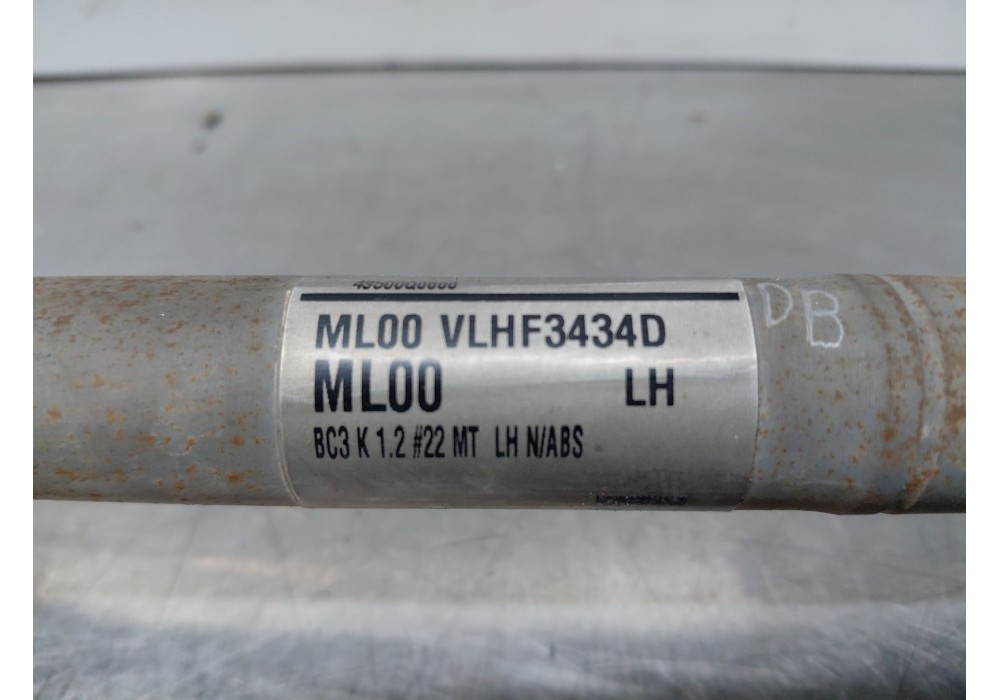 ML00 VLHF3434D
ML00 LH
BC3 K 1.2 #22 MT LH N/ABS
DB